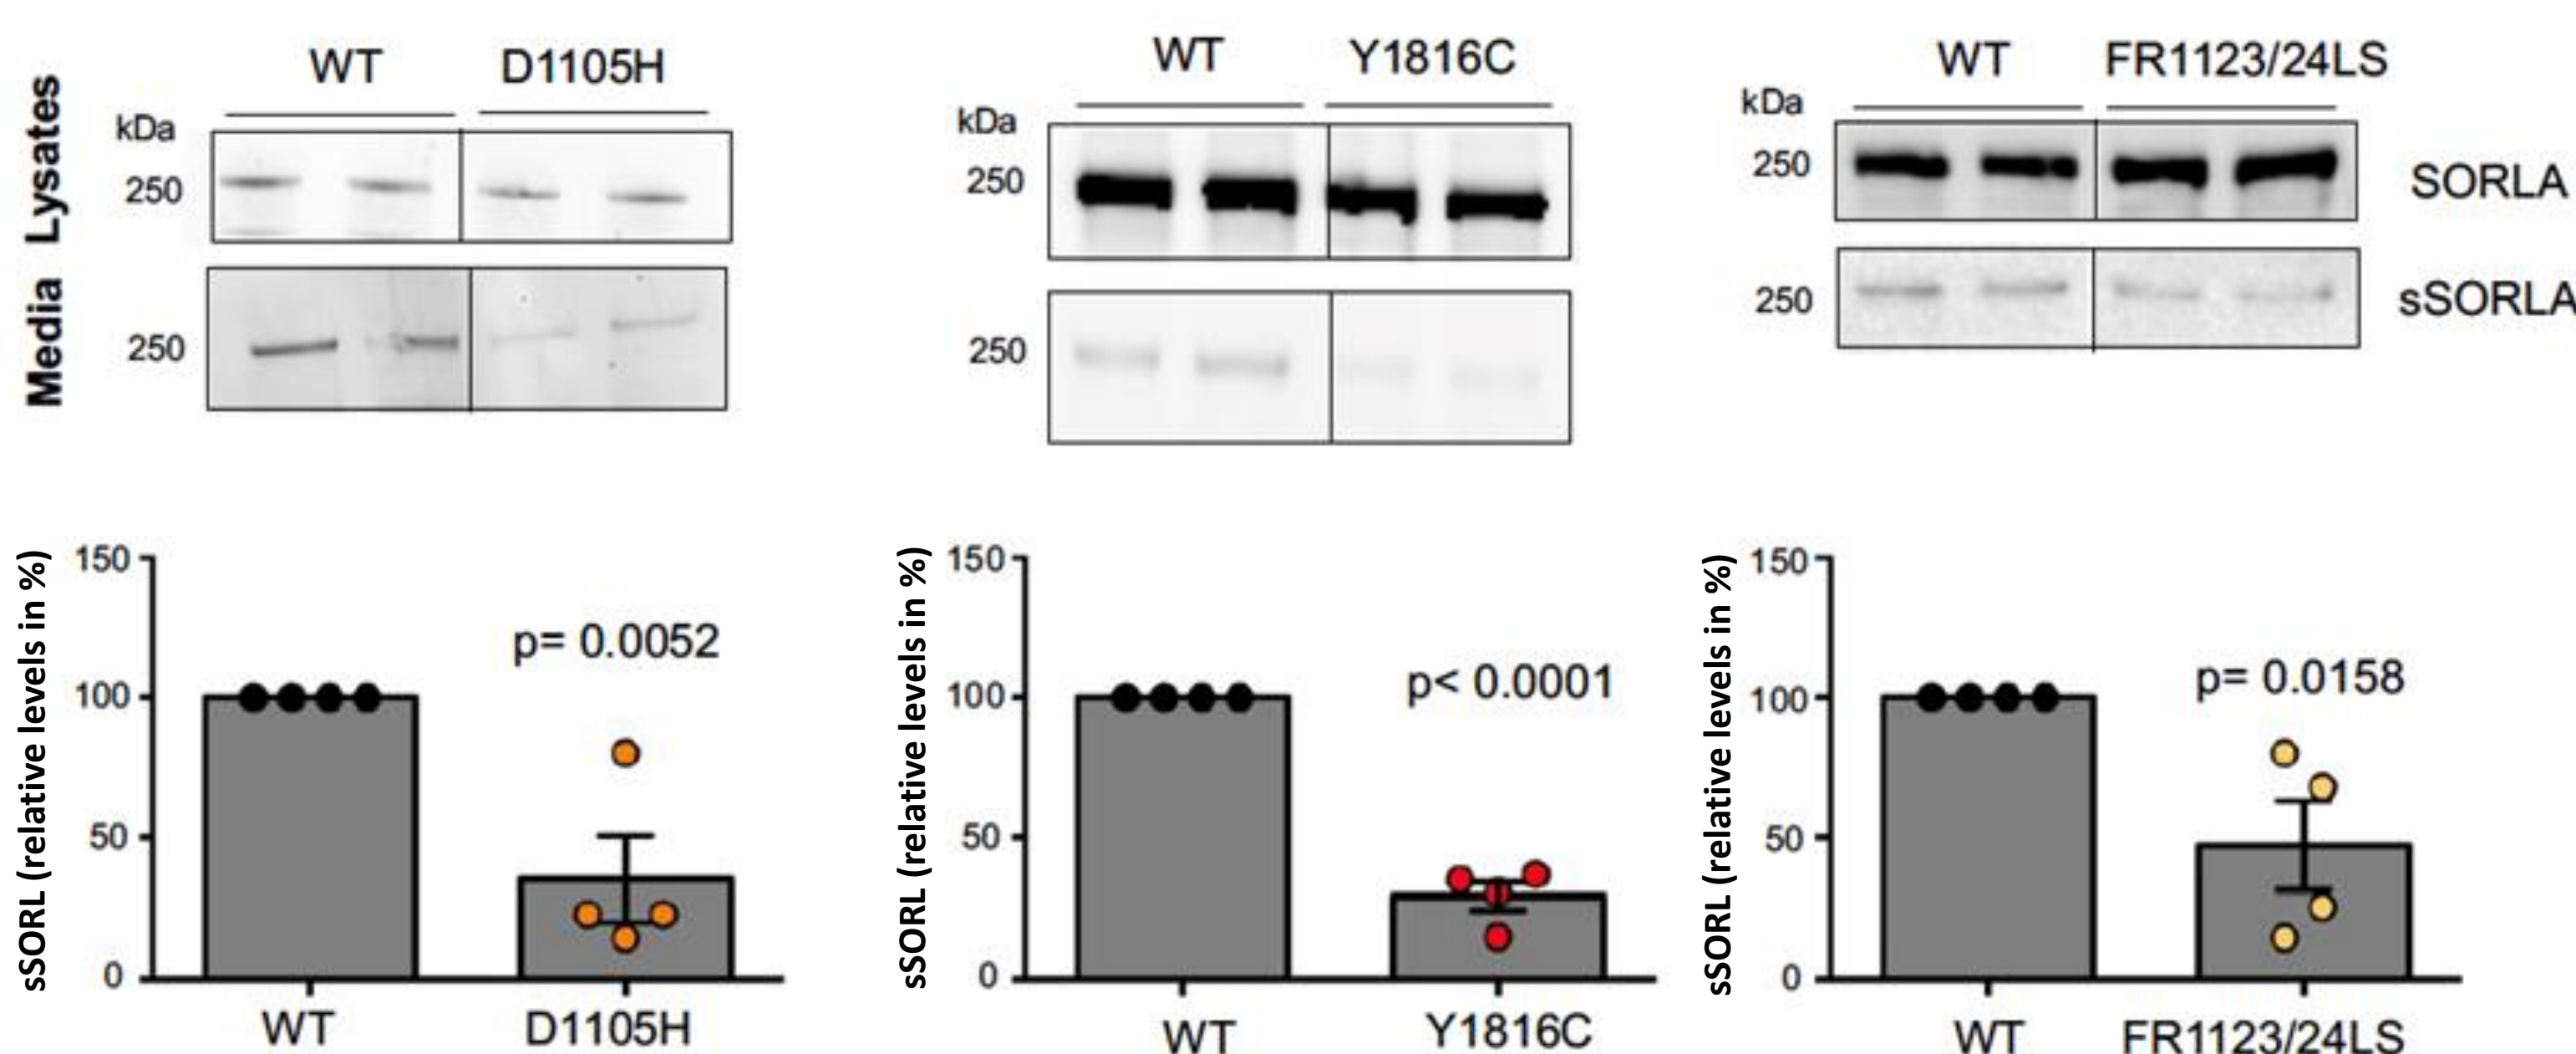 WT D1105H
kDa
Lysates
250
Media
250
WT Y1816C
kDa
250
250
WT FR1123/24LS
kDa
250
SORLA
250
sSORLA
sSORL (relative levels in %)
150
100
50
0
p= 0.0052
WT D1105H
sSORL (relative levels in %)
150
100
50
0
p< 0.0001
WT Y1816C
sSORL (relative levels in %)
150
100
50
0
p= 0.0158
WT FR1123/24LS